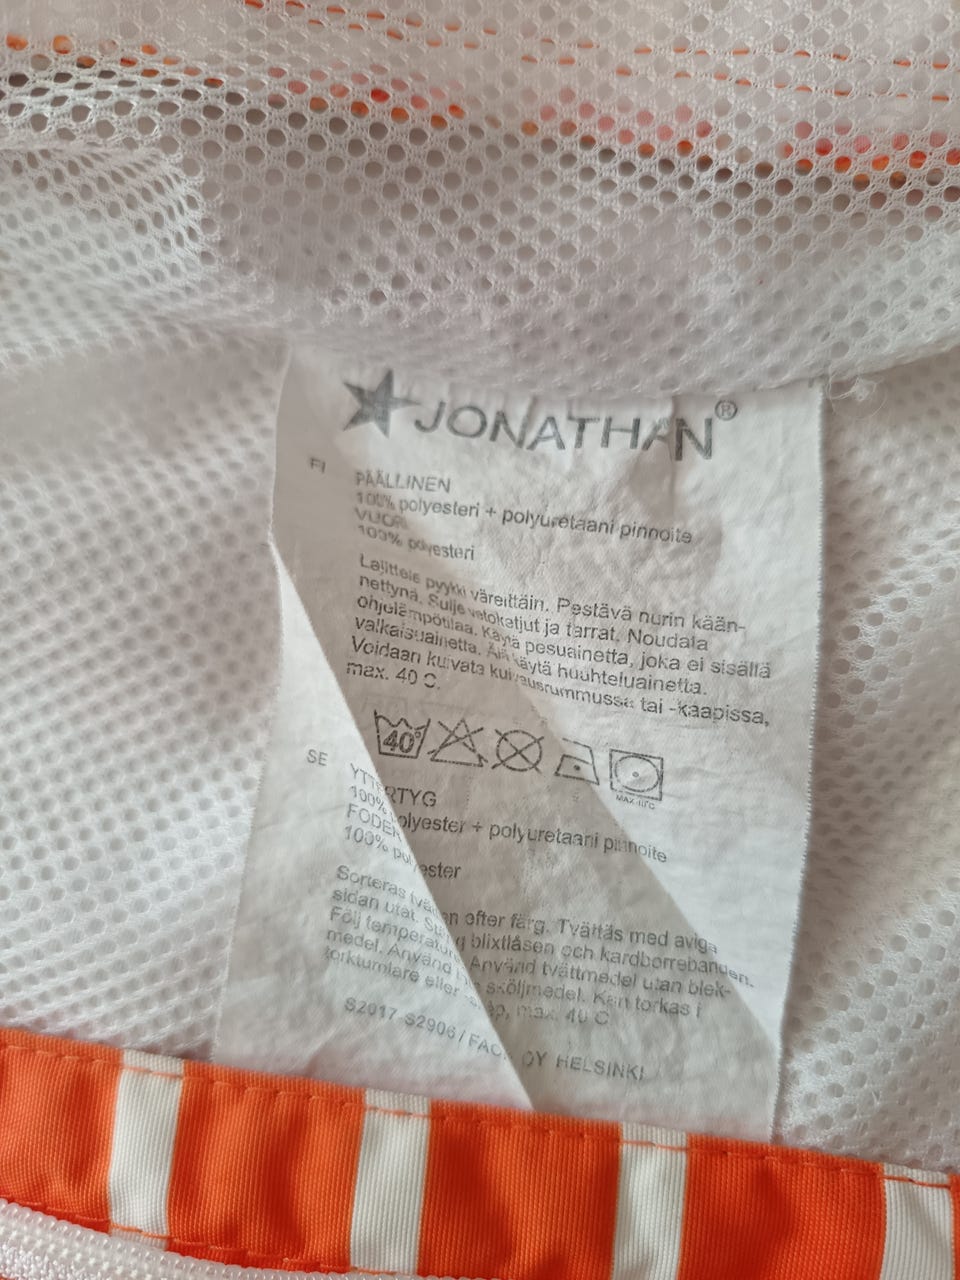 JONATHAN®
FI PÄÄLLINEN
100% polyesteri + polyuretaani pinnoite
VUORI
100% polyesteri
Lajittele pyykki väreittäin. Pestävä nurin kään-
nettynä. Sulje vetoketjut ja tarrat. Noudata
ohjelämpötilaa. Käytä pesuainetta, joka ei sisällä
valkaisuainetta. Älä käytä huuhteluainetta.
Voidaan kuivata kuivausrummussa tai -kaapissa,
max. 40 C.
40°
MAX 40°C
SE YTTERTYG
100% polyester + polyuretaani pinnoite
FODER
100% polyester
Sorteras tvätten efter färg. Tvättas med aviga
sidan utåt. blixtlåsen och kardborrebanden.
Följ temperaturen. Använd tvättmedel utan blek-
medel. Använd sköljmedel. Kan torkas i
torktumlare eller max. 40 C
S2017 S2906 / OY HELSINKI